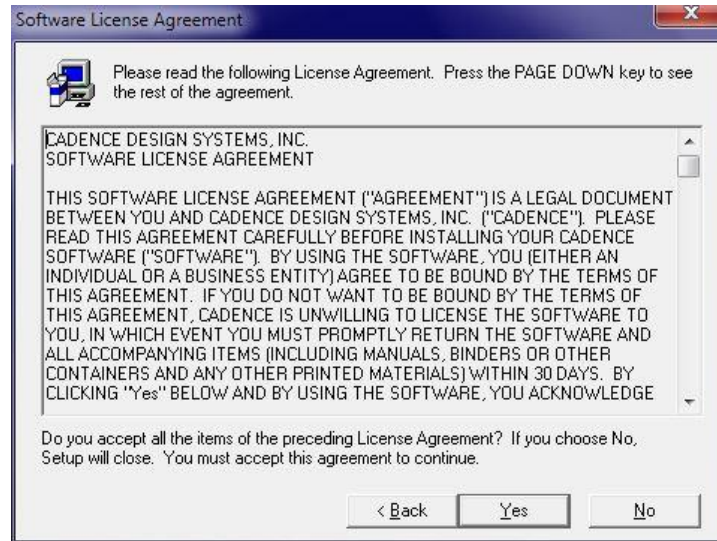 Software License Agreement
Please read the following License Agreement. Press the PAGE DOWN key to see
the rest of the agreement.
CADENCE DESIGN SYSTEMS, INC.
SOFTWARE LICENSE AGREEMENT
THIS SOFTWARE LICENSE AGREEMENT ("AGREEMENT") IS A LEGAL DOCUMENT
BETWEEN YOU AND CADENCE DESIGN SYSTEMS, INC. ("CADENCE"). PLEASE
READ THIS AGREEMENT CAREFULLY BEFORE INSTALLING YOUR CADENCE
SOFTWARE ("SOFTWARE"). BY USING THE SOFTWARE, YOU (EITHER AN
INDIVIDUAL OR A BUSINESS ENTITY) AGREE TO BE BOUND BY THE TERMS OF
THIS AGREEMENT. IF YOU DO NOT WANT TO BE BOUND BY THE TERMS OF
THIS AGREEMENT, CADENCE IS UNWILLING TO LICENSE THE SOFTWARE TO
YOU, IN WHICH EVENT YOU MUST PROMPTLY RETURN THE SOFTWARE AND
ALL ACCOMPANYING ITEMS (INCLUDING MANUALS, BINDERS OR OTHER
CONTAINERS AND ANY OTHER PRINTED MATERIALS) WITHIN 30 DAYS. BY
CLICKING "Yes" BELOW AND BY USING THE SOFTWARE, YOU ACKNOWLEDGE
Do you accept all the items of the preceding License Agreement? If you choose No,
Setup will close. You must accept this agreement to continue.
< Back Yes No